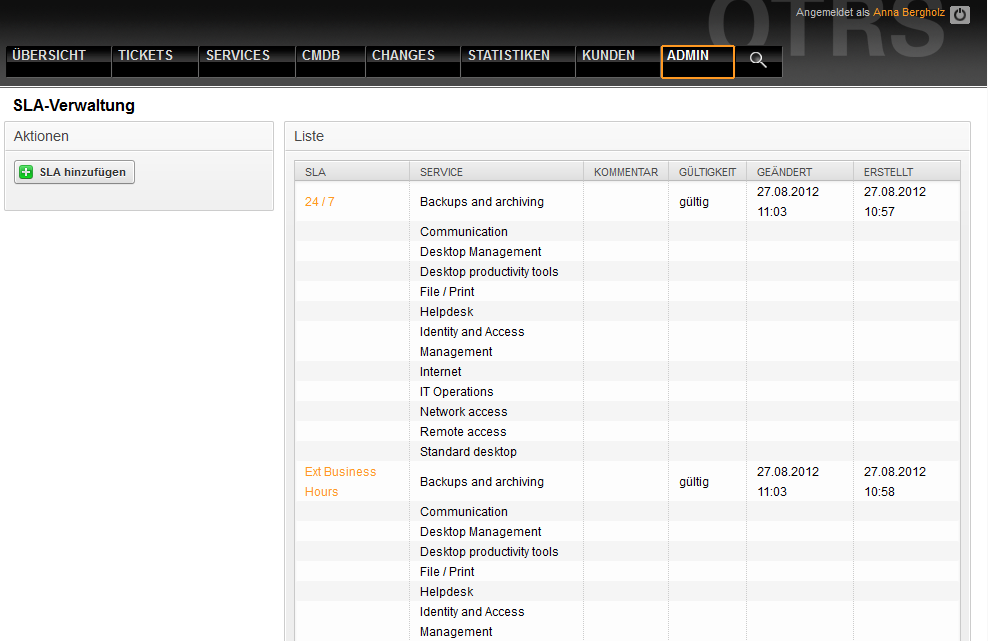 OTRS
Angemeldet als Anna Bergholz
ÜBERSICHT TICKETS SERVICES CMDB CHANGES STATISTIKEN KUNDEN ADMIN
SLA-Verwaltung
Aktionen
SLA hinzufügen
Liste
SLA SERVICE KOMMENTAR GÜLTIGKEIT GEÄNDERT ERSTELLT
24 / 7 Backups and archiving gültig 27.08.2012 27.08.2012
11:03 10:57
Communication
Desktop Management
Desktop productivity tools
File / Print
Helpdesk
Identity and Access
Management
Internet
IT Operations
Network access
Remote access
Standard desktop
Ext Business Backups and archiving gültig 27.08.2012 27.08.2012
Hours 11:03 10:58
Communication
Desktop Management
Desktop productivity tools
File / Print
Helpdesk
Identity and Access
Management